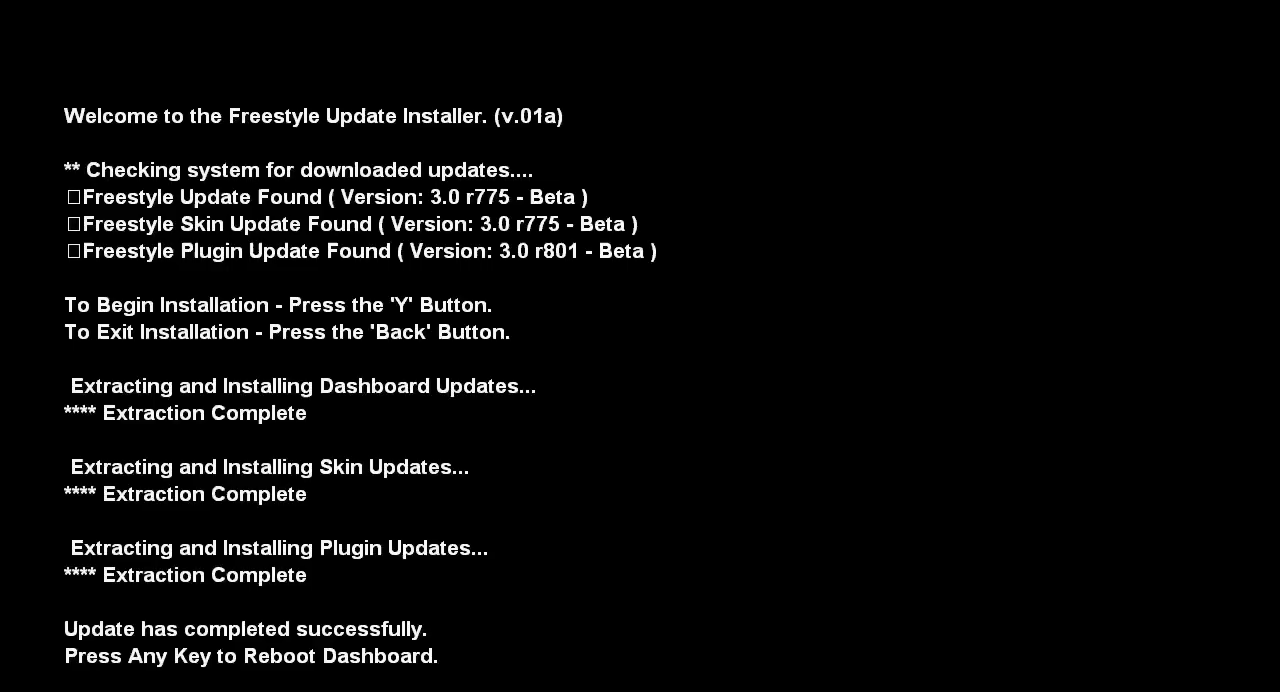 Welcome to the Freestyle Update Installer. (v.01a)
** Checking system for downloaded updates....
□Freestyle Update Found ( Version: 3.0 r775 - Beta )
□Freestyle Skin Update Found ( Version: 3.0 r775 - Beta )
□Freestyle Plugin Update Found ( Version: 3.0 r801 - Beta )
To Begin Installation - Press the 'Y' Button.
To Exit Installation - Press the 'Back' Button.
Extracting and Installing Dashboard Updates...
**** Extraction Complete
Extracting and Installing Skin Updates...
**** Extraction Complete
Extracting and Installing Plugin Updates...
**** Extraction Complete
Update has completed successfully.
Press Any Key to Reboot Dashboard.